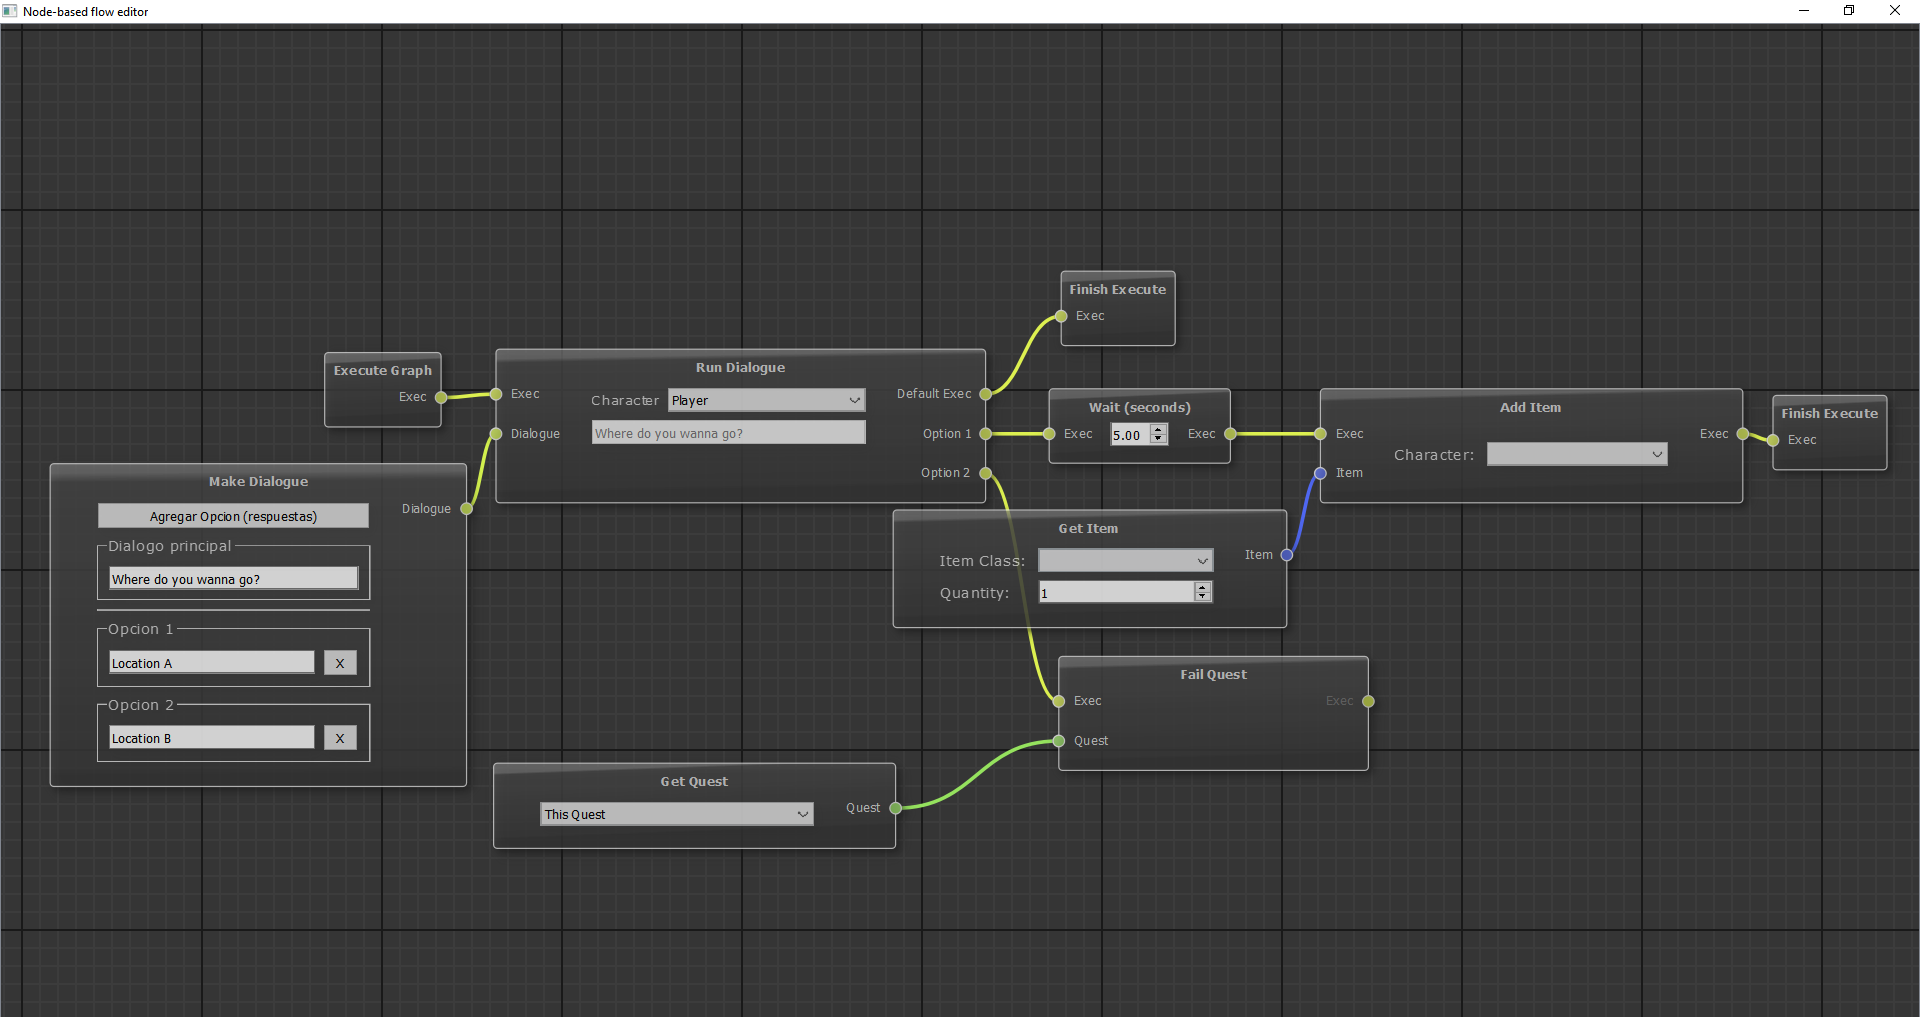 Node-based flow editor
Finish Execute
Exec
Execute Graph
Exec
Run Dialogue
Exec
Character
Player
Default Exec
Dialogue
Where do you wanna go?
Option 1
Option 2
Wait (seconds)
Exec
5.00
Exec
Add Item
Exec
Exec
Character:
Item
Finish Execute
Exec
Make Dialogue
Agregar Opcion (respuestas)
Dialogue
Dialogo principal
Where do you wanna go?
Opcion 1
Location A
X
Opcion 2
Location B
X
Get Item
Item Class:
Item
Quantity:
1
Fail Quest
Exec
Exec
Quest
Get Quest
This Quest
Quest